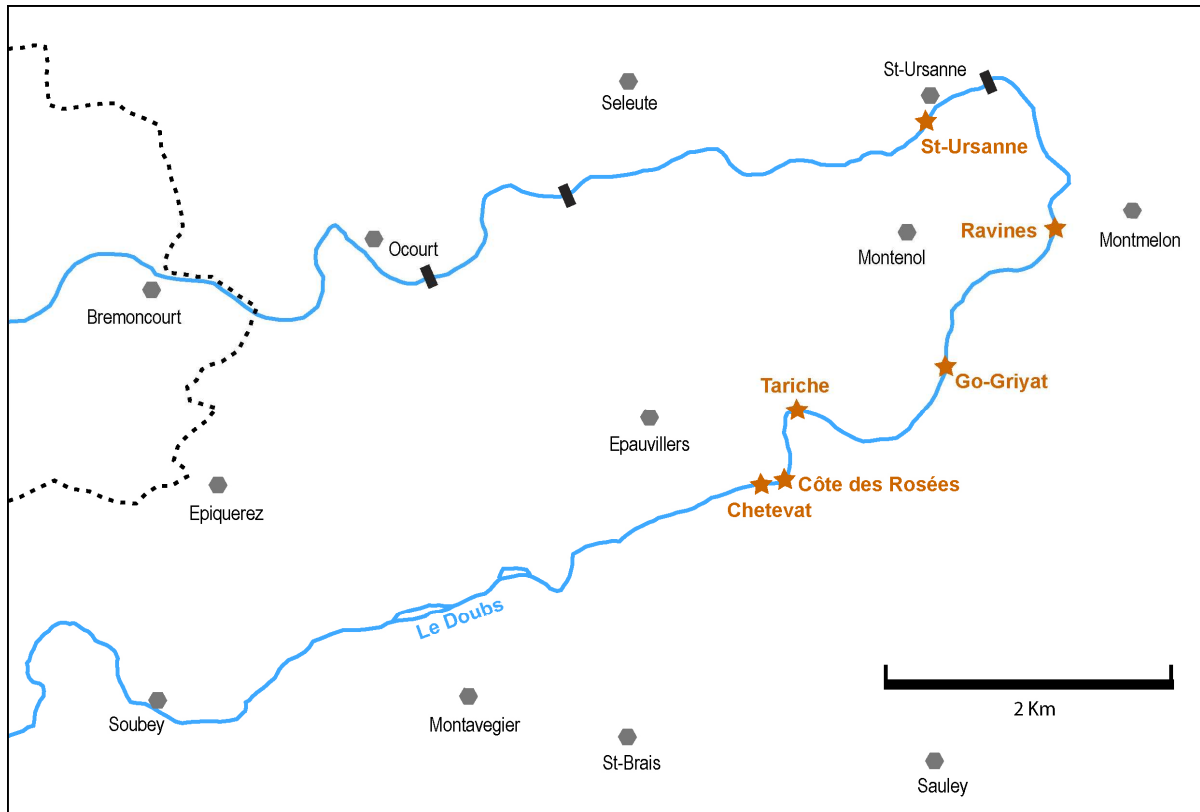 St-Ursanne
Seleute
St-Ursanne
Ravines
Montmelon
Montenol
Ocourt
Bremoncourt
Go-Griyat
Tariche
Epauvillers
Côte des Rosées
Chetevat
Epiquerez
Le Doubs
2 Km
Soubey
Montavegier
St-Brais
Sauley